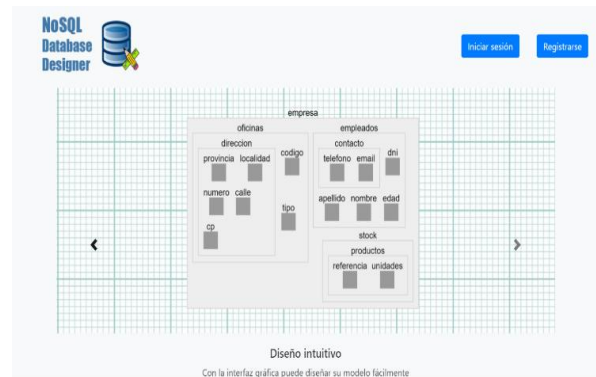 NoSQL
Database
Designer
Iniciar sesión
Registrarse
empresa
oficinas
empleados
direccion
contacto
provincia localidad
codigo
telefono email
dni
numero calle
tipo
apellido nombre edad
cp
stock
productos
referencia unidades
Diseño intuitivo
Con la interfaz gráfica puede diseñar su modelo fácilmente